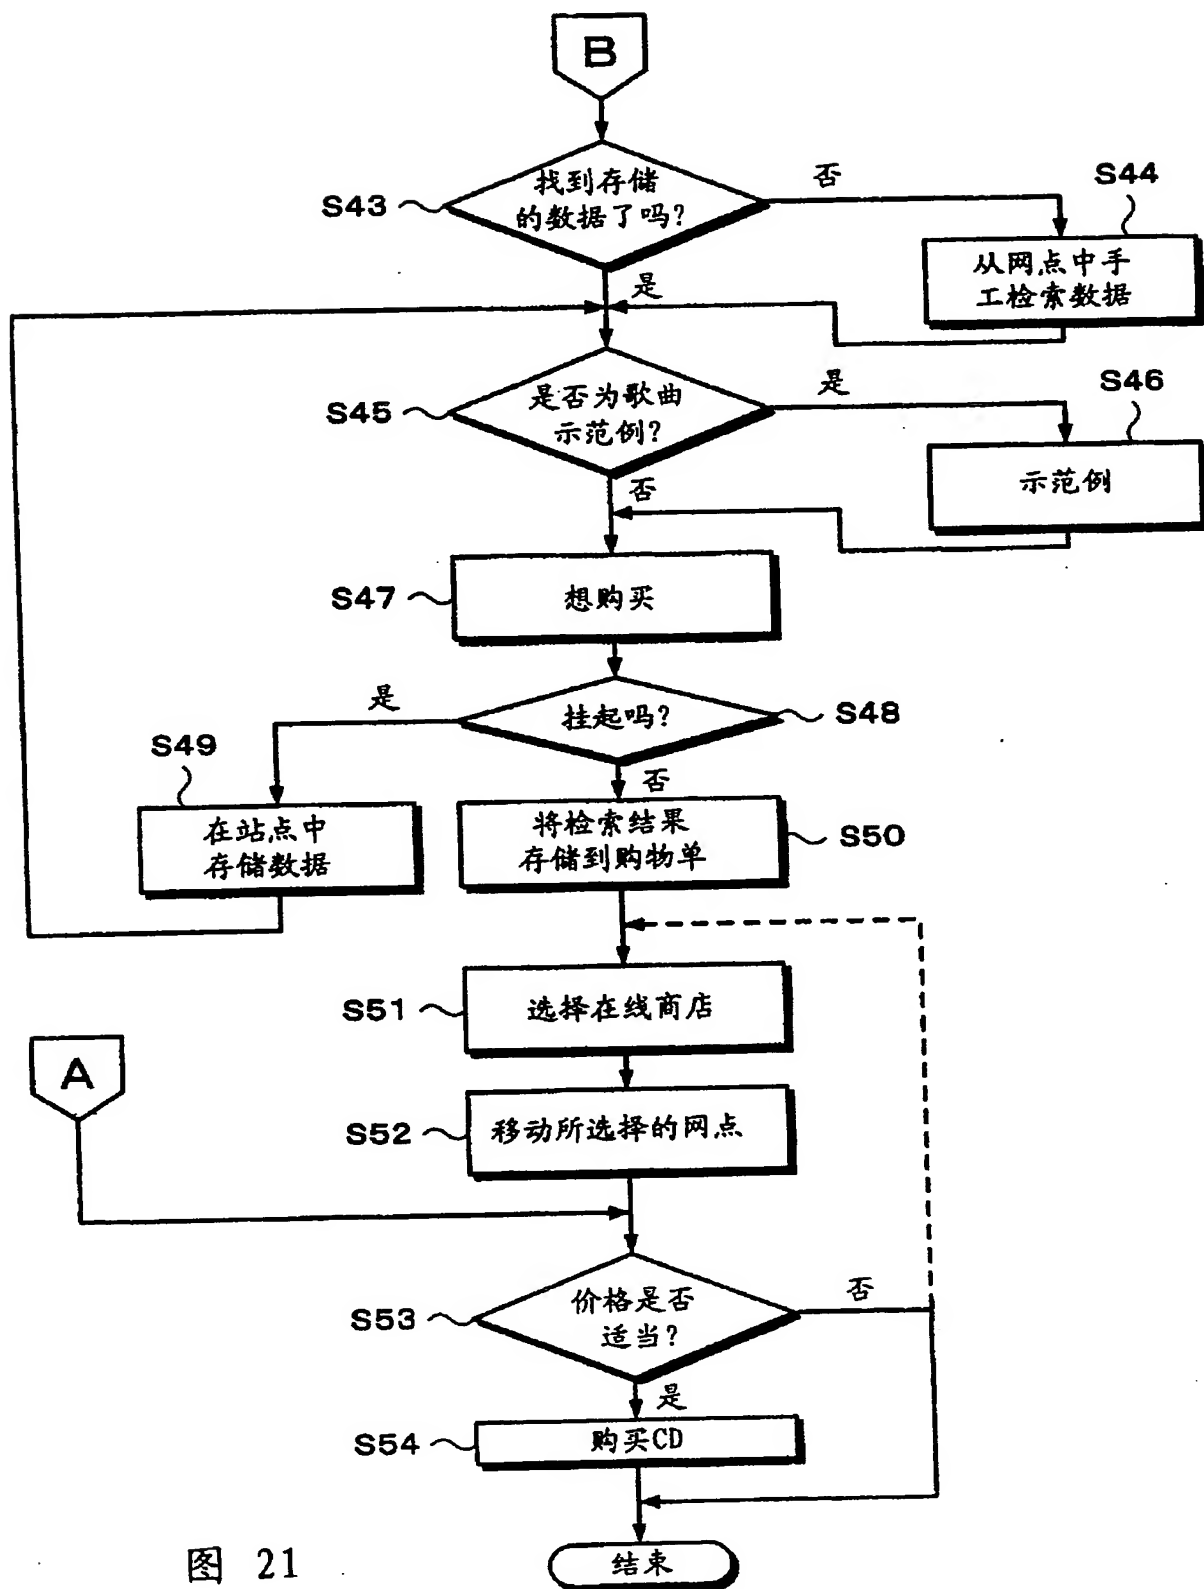 B
找到存储
的数据了吗?
S43
否
S44
从网点中手
工检索数据
是
是否为歌曲
示范例?
S45
是
S46
示范例
否
S47
想购买
是
挂起吗?
S48
S49
否
在站点中
存储数据
将检索结果
存储到购物单
S50
S51
选择在线商店
A
S52
移动所选择的网点
S53
价格是否
适当?
否
是
S54
购买CD
结束
图 21